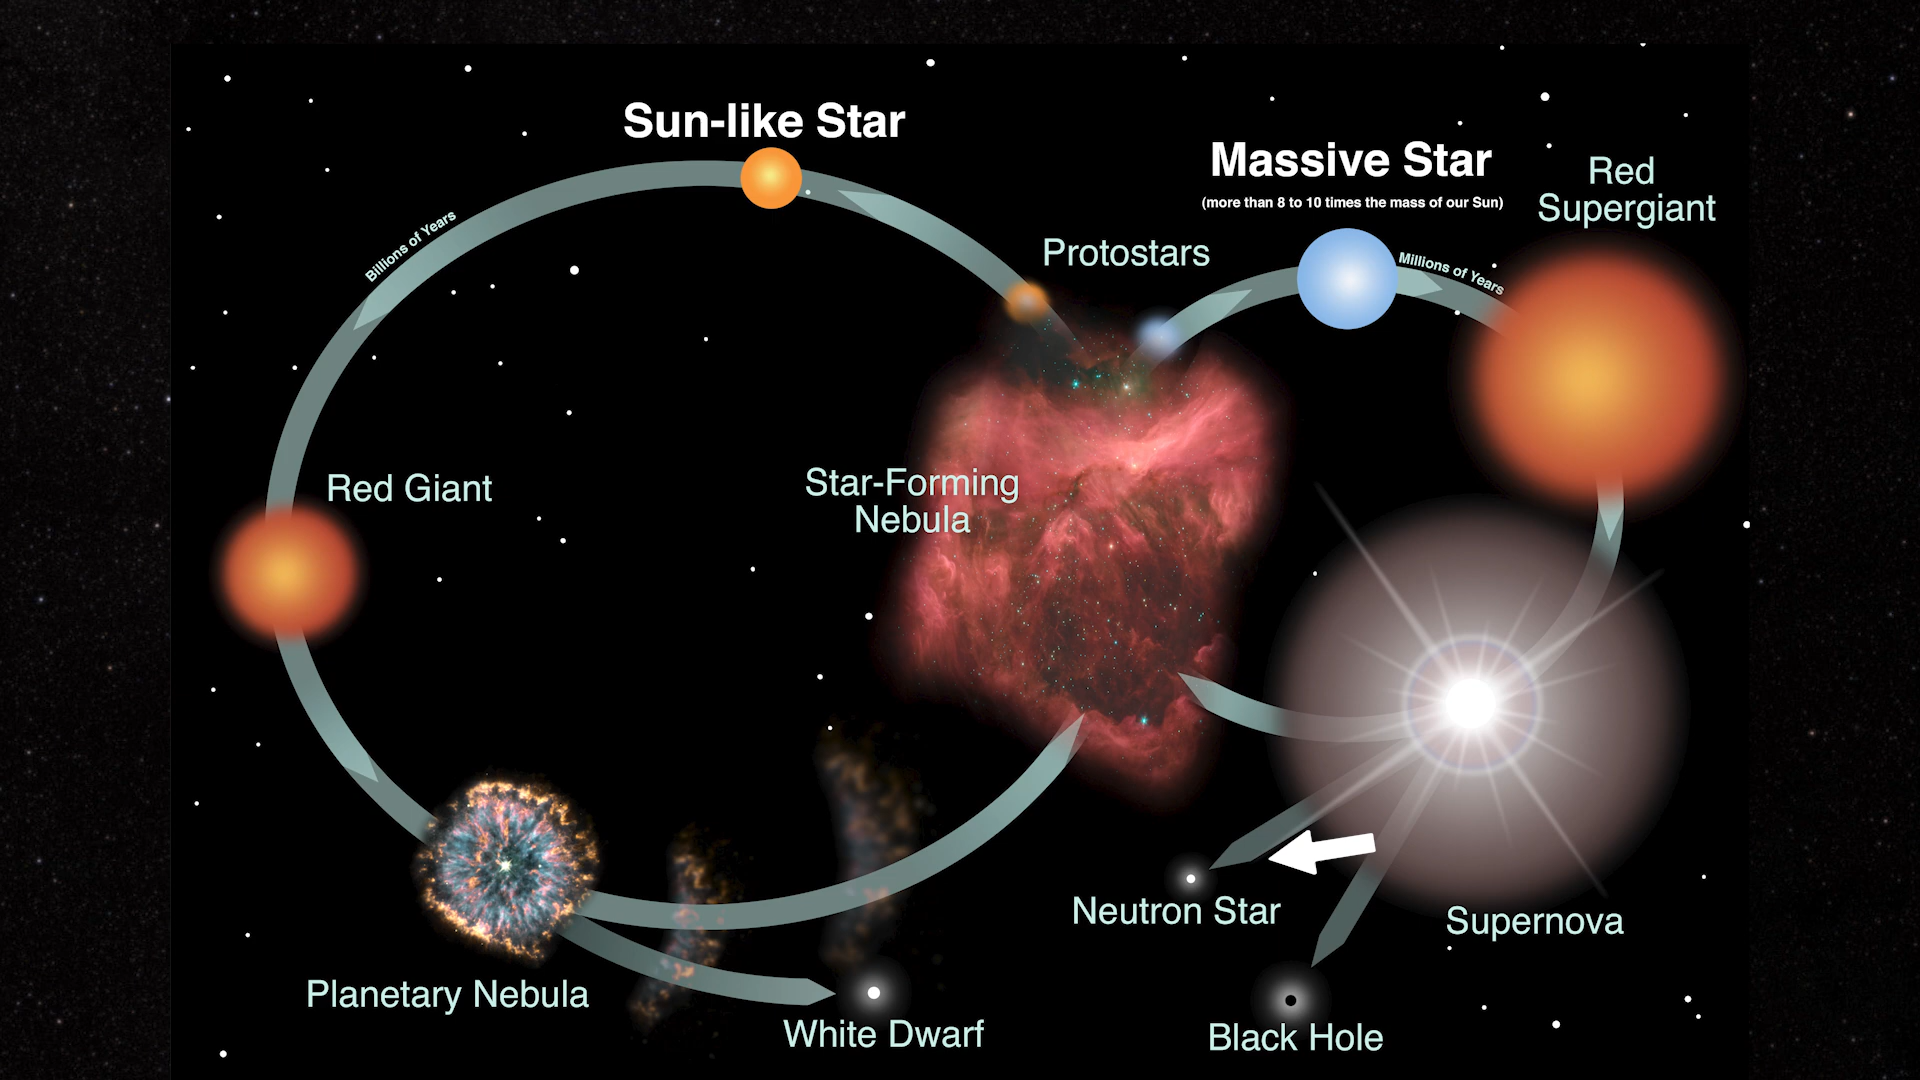 Sun-like Star
Massive Star
(more than 8 to 10 times the mass of our Sun)
Red
Supergiant
Protostars
Billions of Years
Millions of Years
Red Giant
Star-Forming
Nebula
Neutron Star
Supernova
Planetary Nebula
White Dwarf
Black Hole